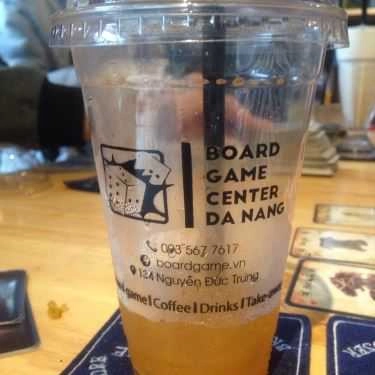 BOARD
GAME
CENTER
DA NANG
093 567 7617
boardgame.vn
134 Nguyễn Đức Trung
game | Coffee | Drinks | Take-